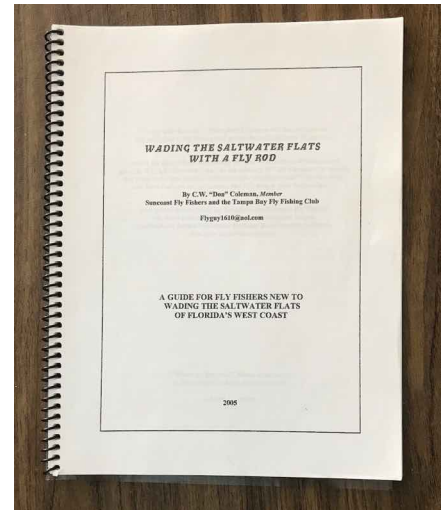 WADING THE SALTWATER FLATS
WITH A FLY ROD
By C.W. "Don" Coleman, Member
Suncoast Fly Fishers and the Tampa Bay Fly Fishing Club
Flyguy1610@aol.com
A GUIDE FOR FLY FISHERS NEW TO
WADING THE SALTWATER FLATS
OF FLORIDA'S WEST COAST
2005